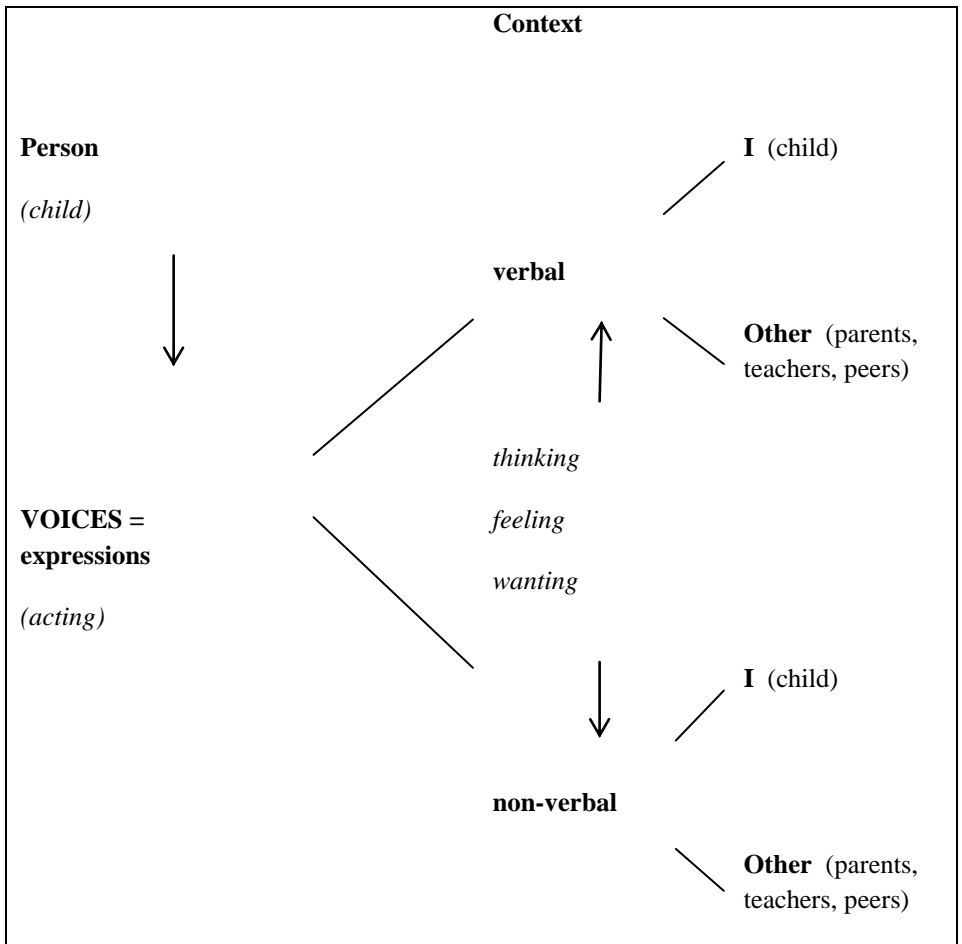 Context
Person
I (child)
(child)
verbal
Other (parents,
teachers, peers)
thinking
VOICES =
expressions
feeling
wanting
(acting)
I (child)
non-verbal
Other (parents,
teachers, peers)